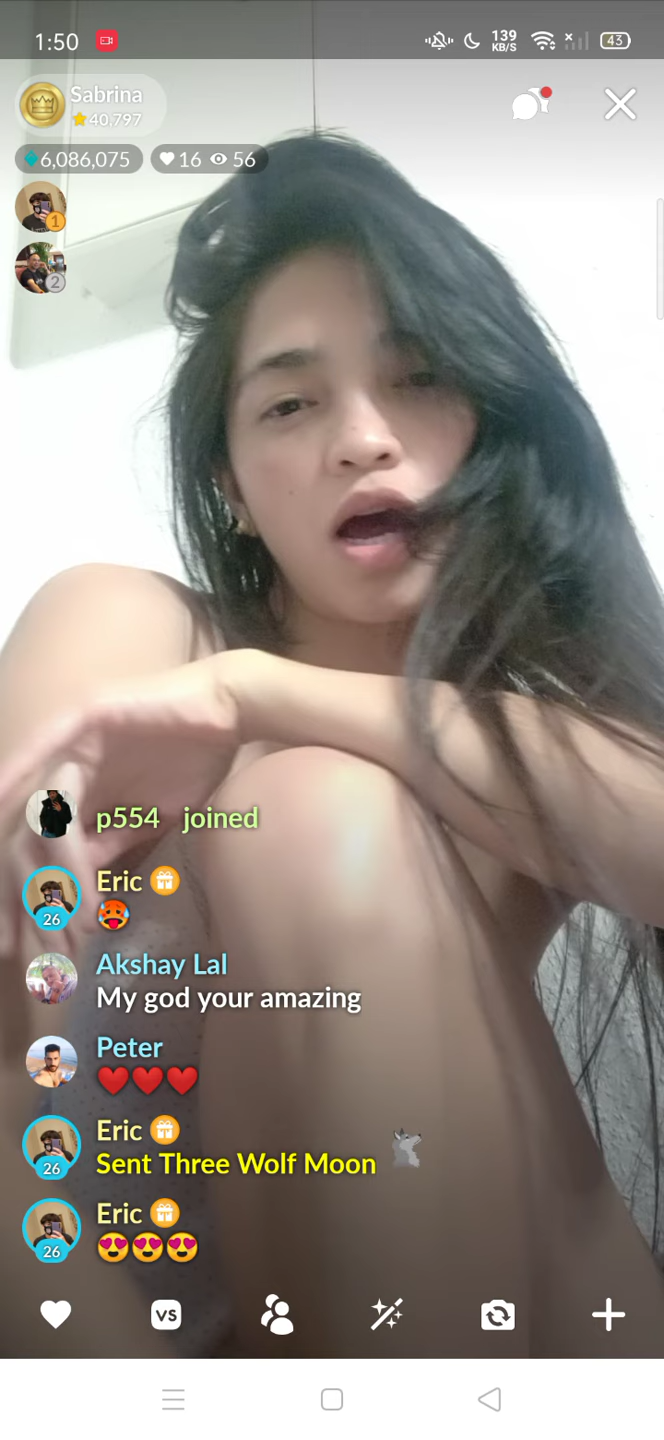 1:50
139
KB/S
43
Sabrina
40,797
6,086,075
16
56
1
2
p554 joined
Eric
26
Akshay Lal
My god your amazing
Peter
Eric
26
Sent Three Wolf Moon
Eric
26
VS